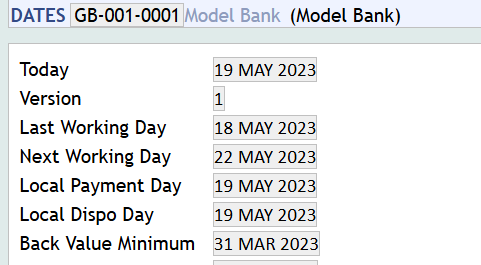 DATES GB-001-0001 Model Bank (Model Bank)
Today 19 MAY 2023
Version 1
Last Working Day 18 MAY 2023
Next Working Day 22 MAY 2023
Local Payment Day 19 MAY 2023
Local Dispo Day 19 MAY 2023
Back Value Minimum 31 MAR 2023